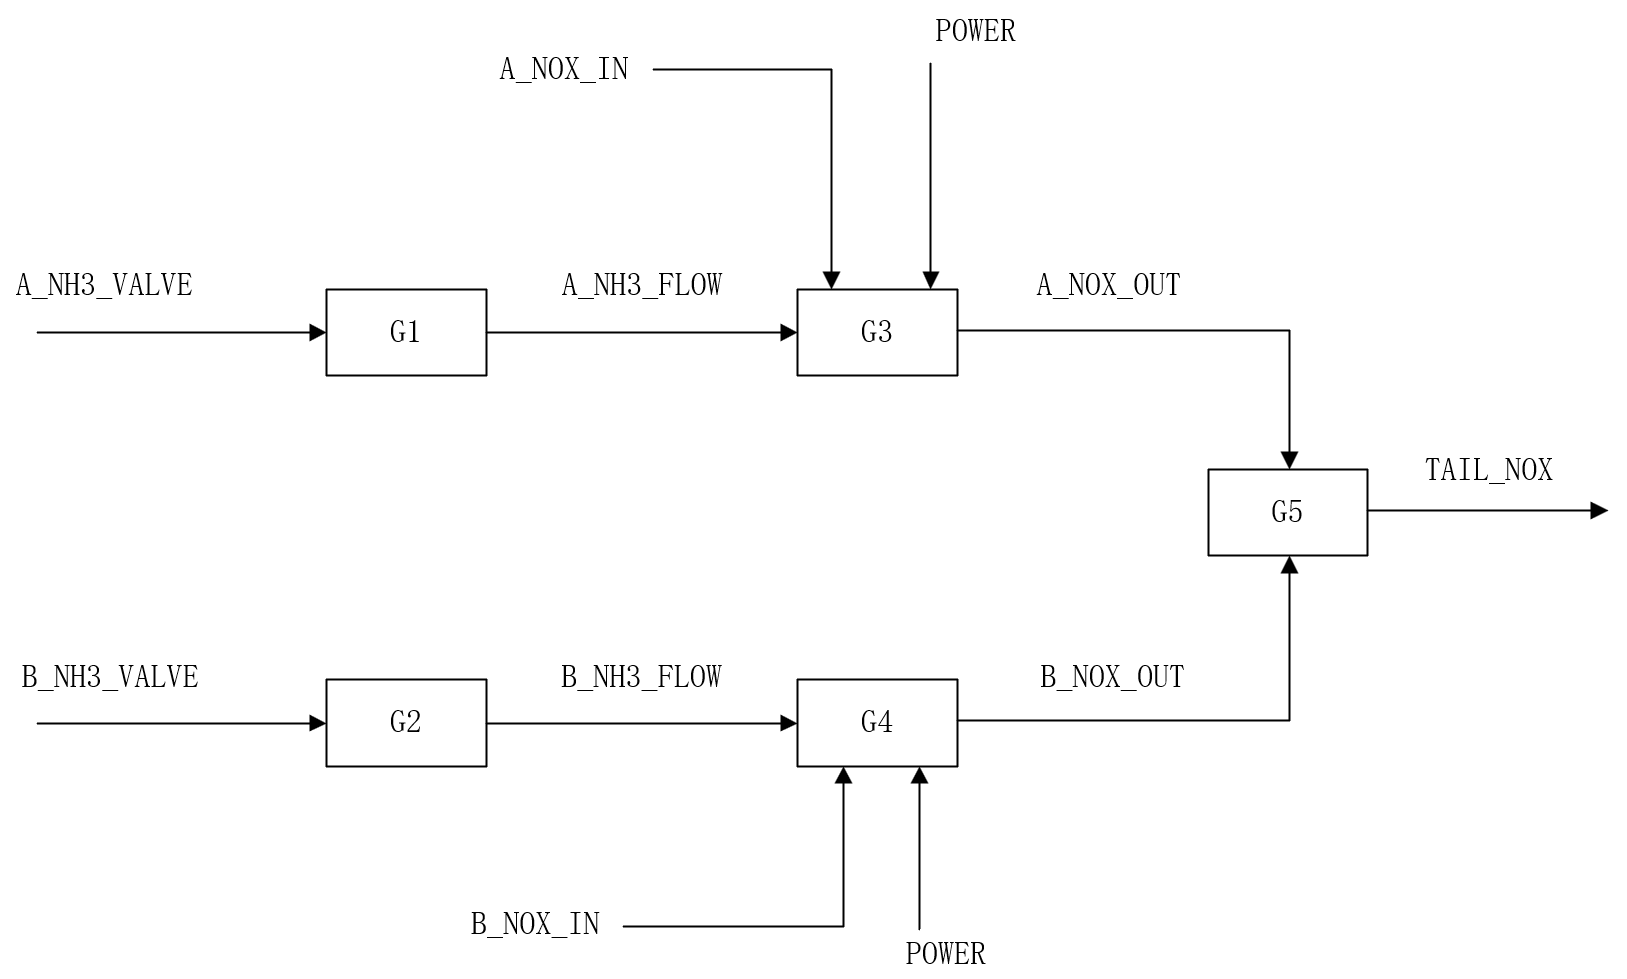 POWER
A_NOX_IN
A_NH3_VALVE
A_NH3_FLOW
A_NOX_OUT
G1
G3
TAIL_NOX
G5
B_NH3_VALVE
B_NH3_FLOW
B_NOX_OUT
G2
G4
B_NOX_IN
POWER